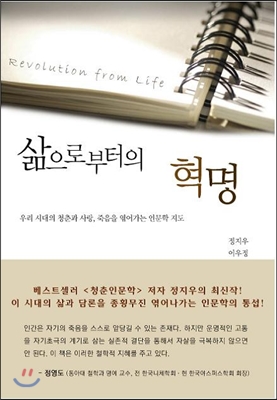 Revolution from Life
삶으로부터의
혁명
우리 시대의 청춘과 사랑, 죽음을 엮어가는 인문학 지도
정지우
이우정
베스트셀러 <청춘인문학> 저자 정지우의 최신작!
이 시대의 삶과 담론을 종횡무진 엮어나가는 인문학의 통섭!
인간은 자기의 죽음을 스스로 앞당길 수 있는 존재다. 하지만 운명적인 고통
을 자기초극의 계기로 삼는 실존적 결단을 통해서 자살을 극복하지 않으면
안 된다. 이 책은 이러한 철학적 지혜를 주고 있다.
- 정영도 (동아대 철학과 명예 교수, 전 한국니체학회 · 현 한국야스퍼스학회 회장)
YES24.COM